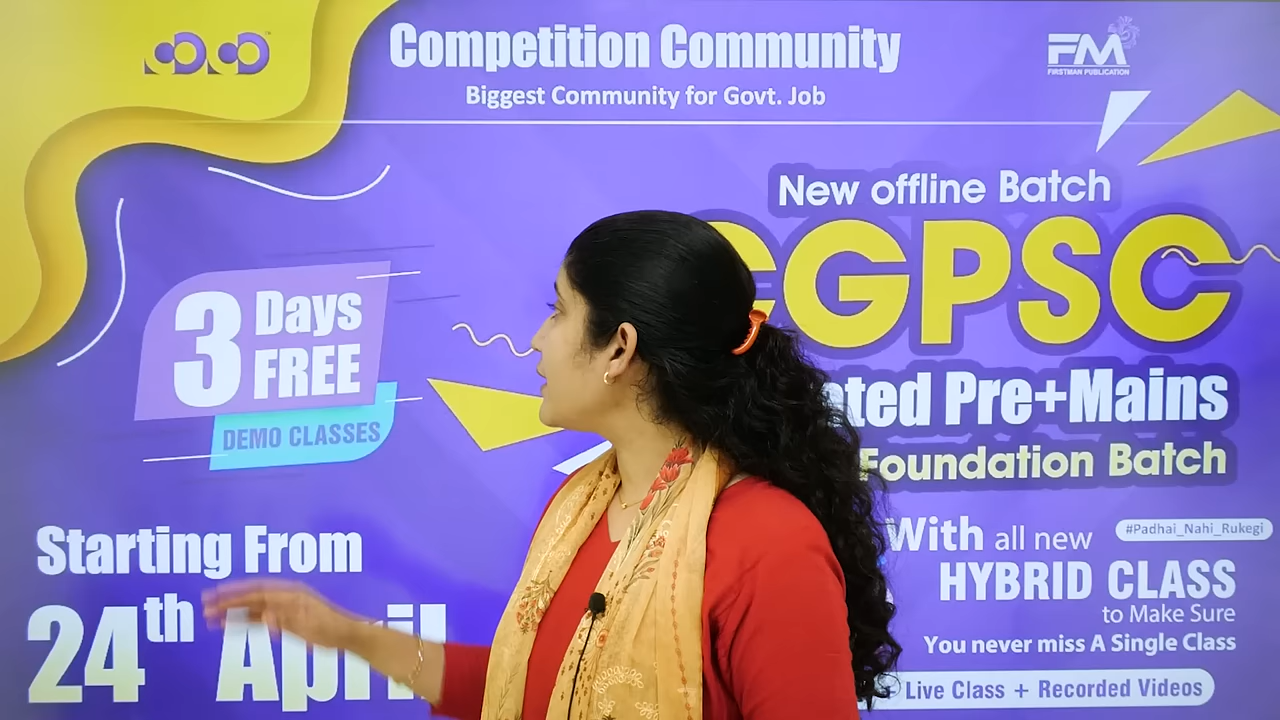 Competition Community
Biggest Community for Govt. Job
FM
FIRSTMAN PUBLICATION
New offline Batch
CGPSC
Pre+Mains
Foundation Batch
3 Days
FREE
DEMO CLASSES
Starting From
24th April
With all new
#Padhai_Nahi_Rukegi
HYBRID CLASS
to Make Sure
You never miss A Single Class
+ Live Class + Recorded Videos